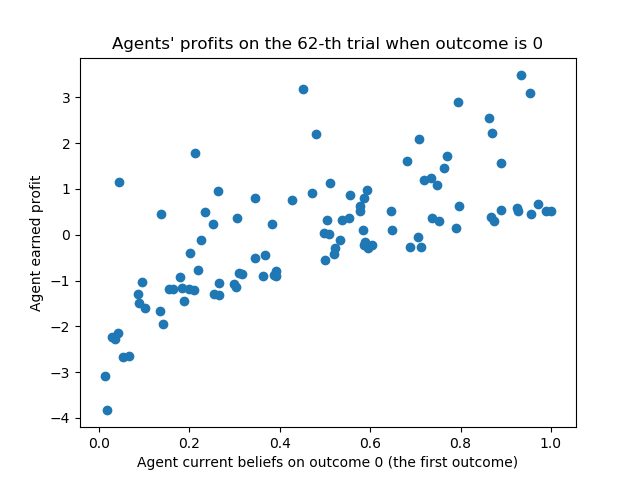 Agents' profits on the 62-th trial when outcome is 0
Agent earned profit
3
2
1
0
−1
−2
−3
−4
0.0 0.2 0.4 0.6 0.8 1.0
Agent current beliefs on outcome 0 (the first outcome)